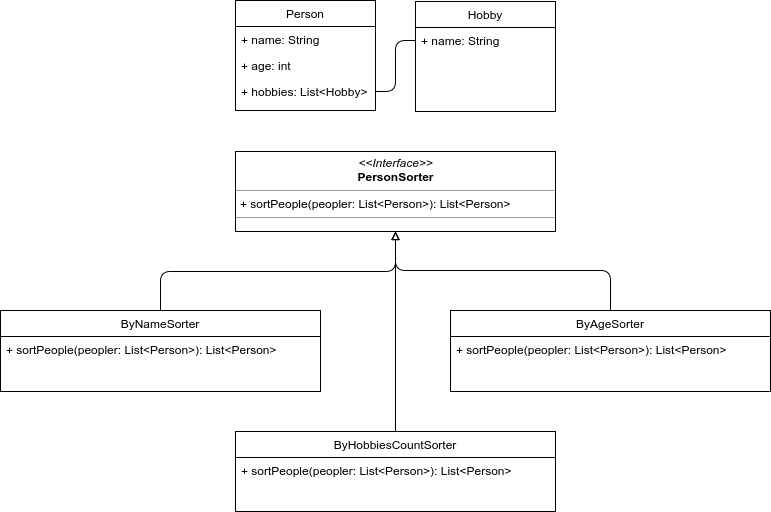 Person
+ name: String
+ age: int
+ hobbies: List<Hobby>
Hobby
+ name: String
<<Interface>>
PersonSorter
+ sortPeople(peopler: List<Person>): List<Person>
ByNameSorter
+ sortPeople(peopler: List<Person>): List<Person>
ByAgeSorter
+ sortPeople(peopler: List<Person>): List<Person>
ByHobbiesCountSorter
+ sortPeople(peopler: List<Person>): List<Person>